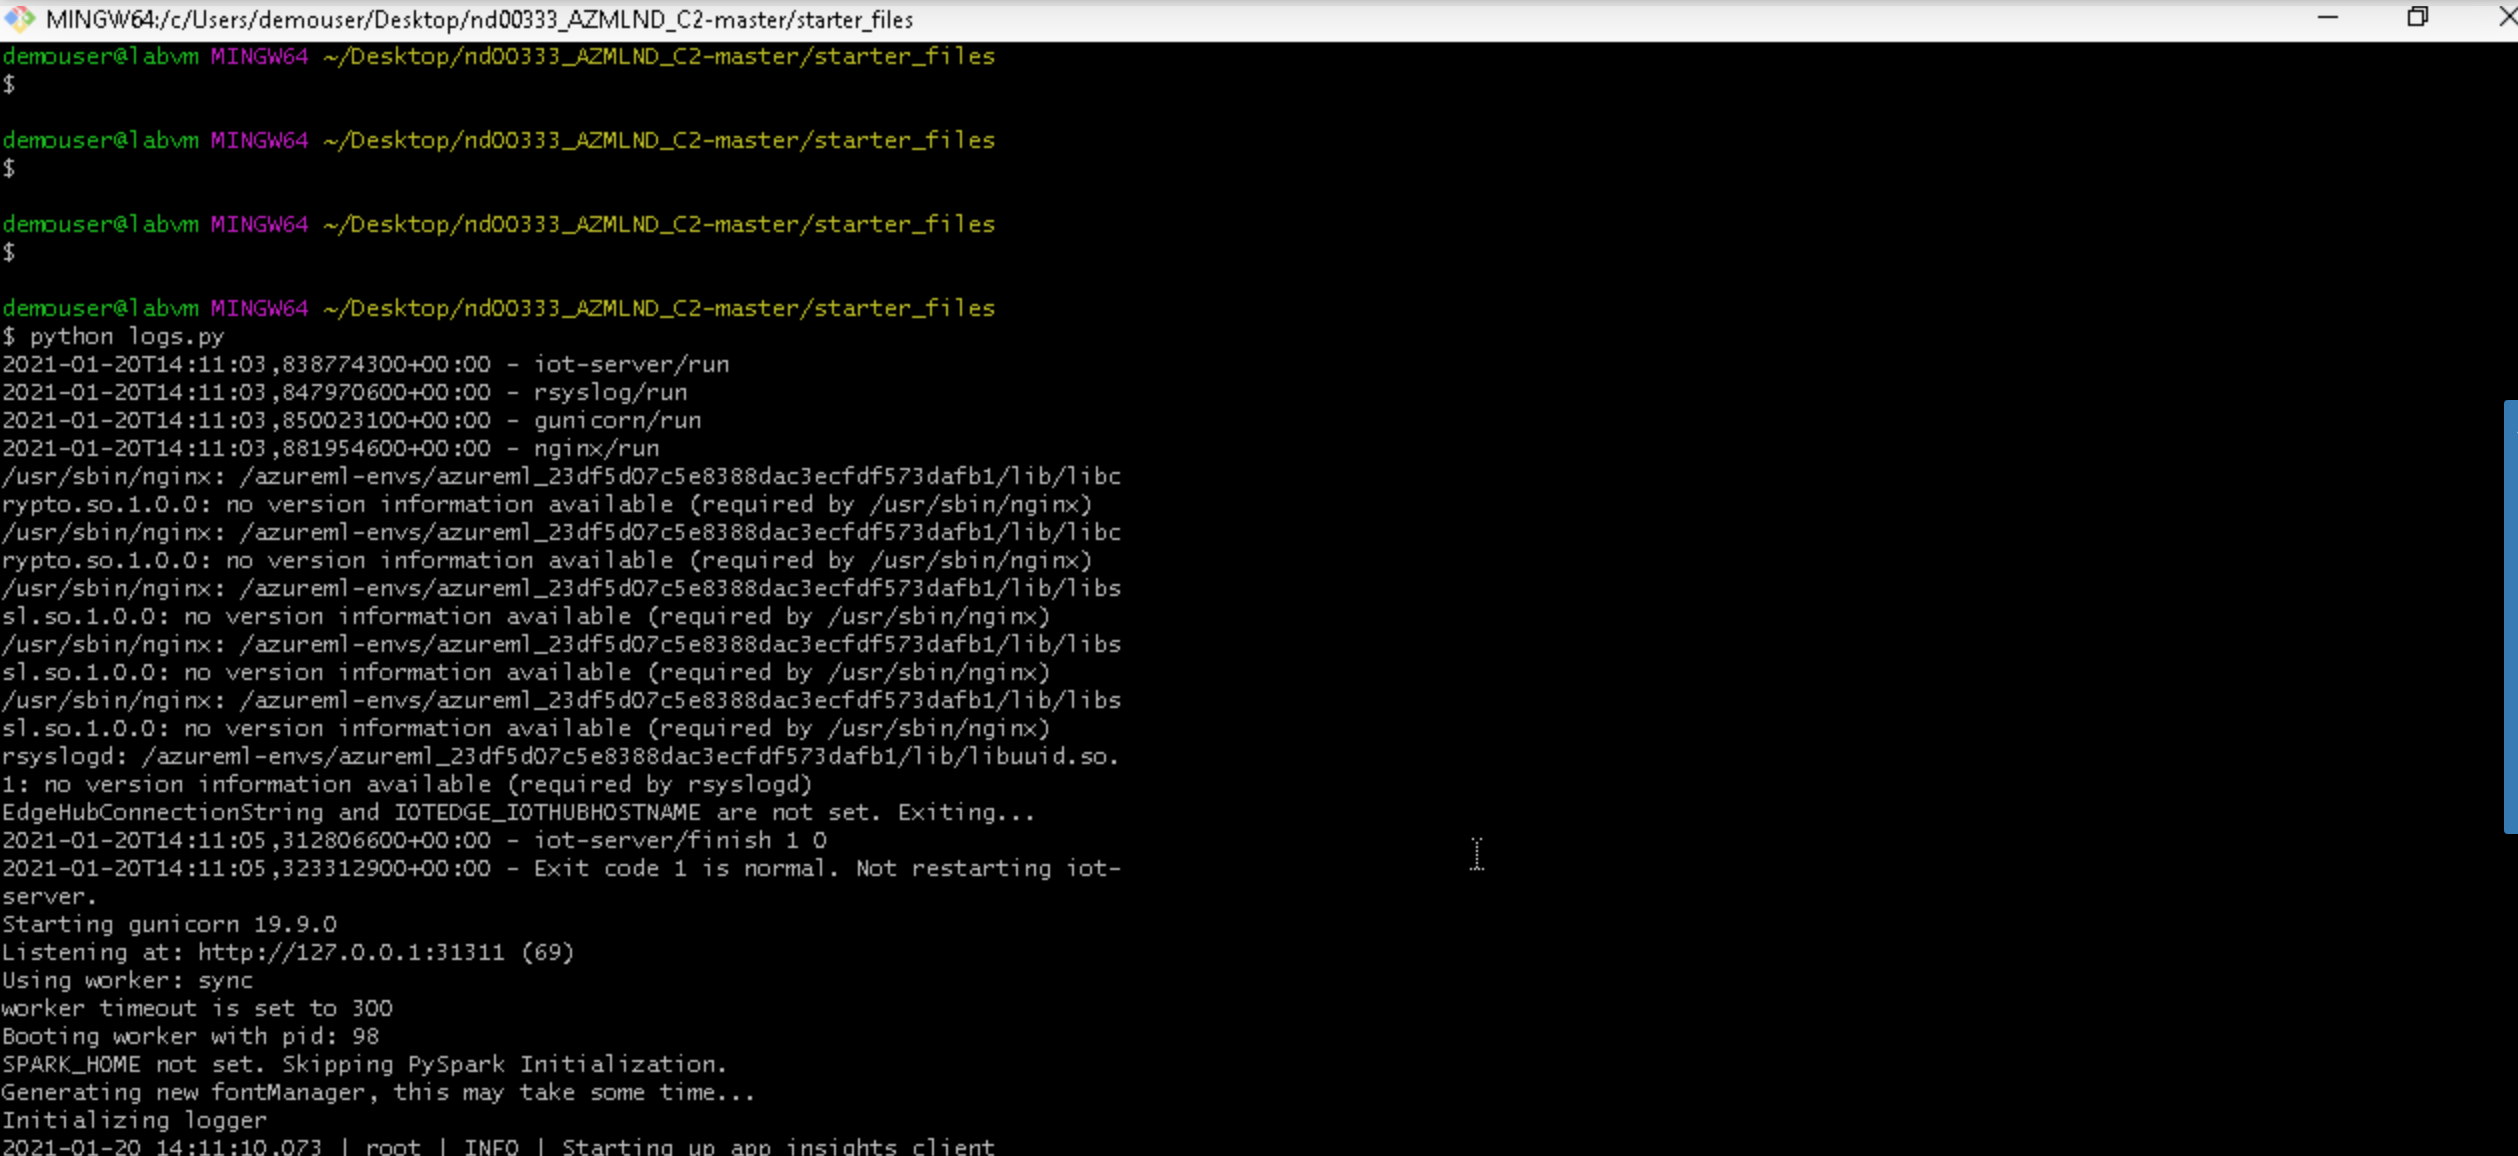 MINGW64:/c/Users/demouser/Desktop/nd00333_AZMLND_C2-master/starter_files
demouser@labvm MINGW64 ~/Desktop/nd00333_AZMLND_C2-master/starter_files
$
demouser@labvm MINGW64 ~/Desktop/nd00333_AZMLND_C2-master/starter_files
$
demouser@labvm MINGW64 ~/Desktop/nd00333_AZMLND_C2-master/starter_files
$
demouser@labvm MINGW64 ~/Desktop/nd00333_AZMLND_C2-master/starter_files
$ python logs.py
2021-01-20T14:11:03,838774300+00:00 - iot-server/run
2021-01-20T14:11:03,847970600+00:00 - rsyslog/run
2021-01-20T14:11:03,850023100+00:00 - gunicorn/run
2021-01-20T14:11:03,881954600+00:00 - nginx/run
/usr/sbin/nginx: /azureml-envs/azureml_23df5d07c5e8388dac3ecfdf573dafb1/lib/libc
rypto.so.1.0.0: no version information available (required by /usr/sbin/nginx)
/usr/sbin/nginx: /azureml-envs/azureml_23df5d07c5e8388dac3ecfdf573dafb1/lib/libc
rypto.so.1.0.0: no version information available (required by /usr/sbin/nginx)
/usr/sbin/nginx: /azureml-envs/azureml_23df5d07c5e8388dac3ecfdf573dafb1/lib/libs
sl.so.1.0.0: no version information available (required by /usr/sbin/nginx)
/usr/sbin/nginx: /azureml-envs/azureml_23df5d07c5e8388dac3ecfdf573dafb1/lib/libs
sl.so.1.0.0: no version information available (required by /usr/sbin/nginx)
/usr/sbin/nginx: /azureml-envs/azureml_23df5d07c5e8388dac3ecfdf573dafb1/lib/libs
sl.so.1.0.0: no version information available (required by /usr/sbin/nginx)
rsyslogd: /azureml-envs/azureml_23df5d07c5e8388dac3ecfdf573dafb1/lib/libuuid.so.
1: no version information available (required by rsyslogd)
EdgeHubConnectionString and IOTEDGE_IOTHUBHOSTNAME are not set. Exiting...
2021-01-20T14:11:05,312806600+00:00 - iot-server/finish 1 0
2021-01-20T14:11:05,323312900+00:00 - Exit code 1 is normal. Not restarting iot-
server.
Starting gunicorn 19.9.0
Listening at: http://127.0.0.1:31311 (69)
Using worker: sync
worker timeout is set to 300
Booting worker with pid: 98
SPARK_HOME not set. Skipping PySpark Initialization.
Generating new fontManager, this may take some time...
Initializing logger
2021-01-20 14:11:10,073 | root | INFO | Starting up app insights client